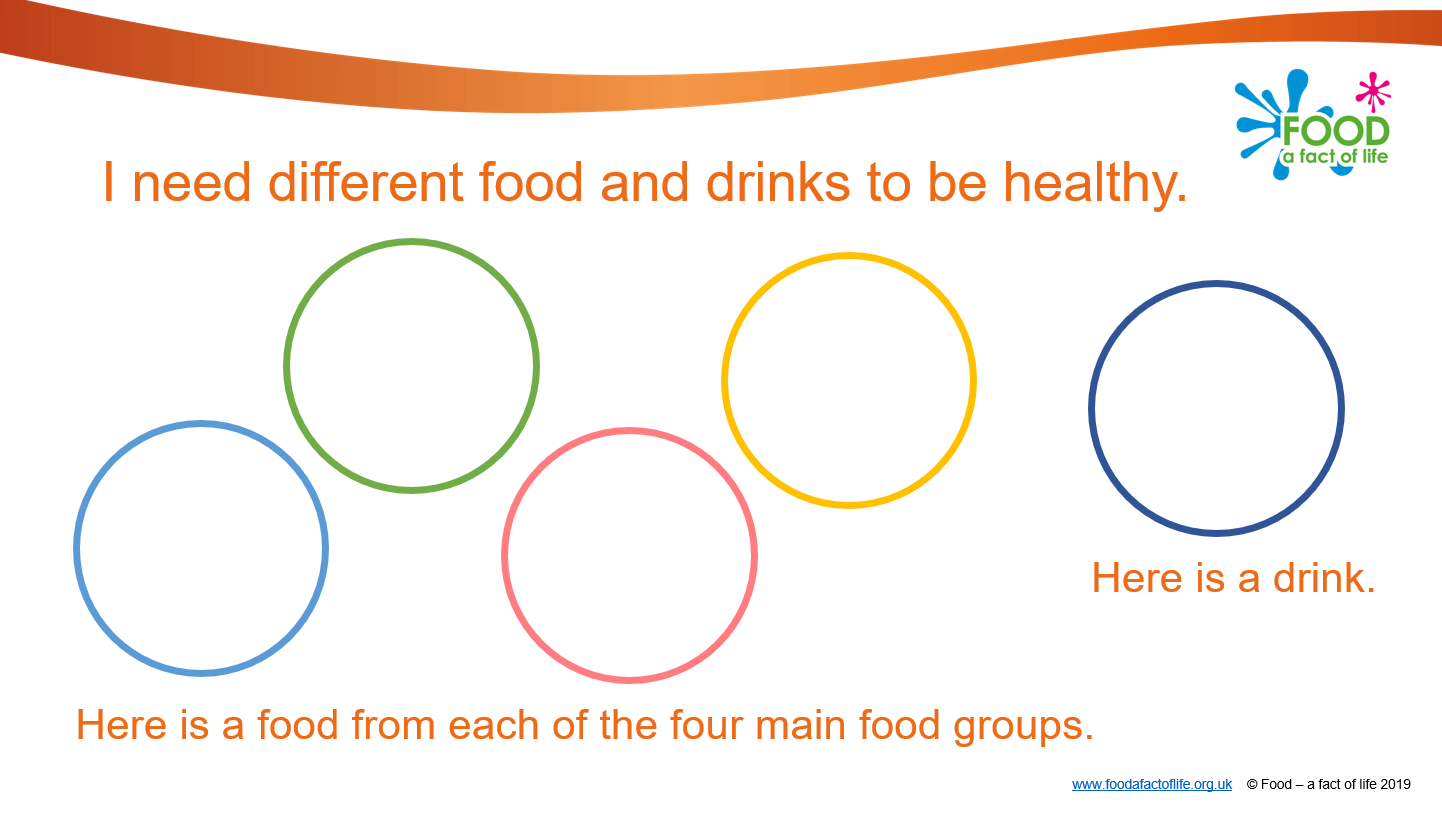 FOOD
a fact of life
I need different food and drinks to be healthy.
Here is a drink.
Here is a food from each of the four main food groups.
www.foodafactoflife.org.uk © Food – a fact of life 2019